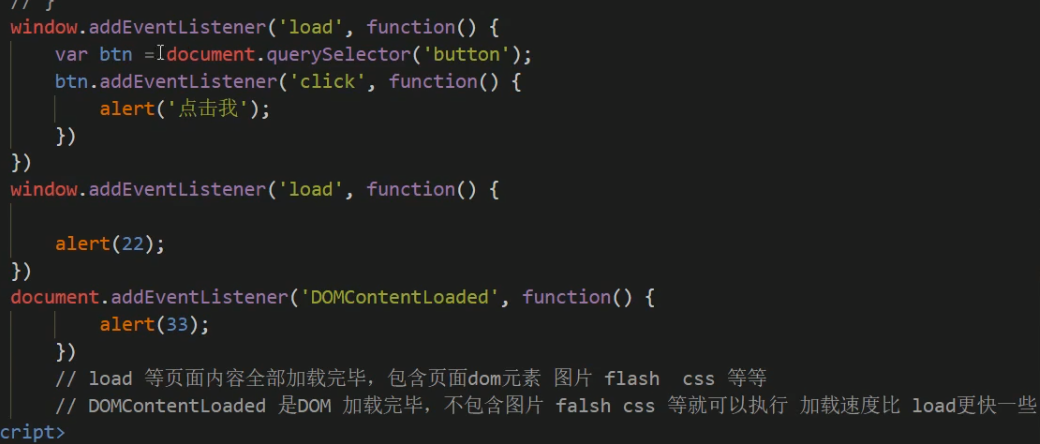 // }
window.addEventListener('load', function() {
var btn = document.querySelector('button');
btn.addEventListener('click', function() {
alert('点击我');
})
})
window.addEventListener('load', function() {
alert(22);
})
document.addEventListener('DOMContentLoaded', function() {
alert(33);
})
// load 等页面内容全部加载完毕，包含页面dom元素 图片 flash css 等等
// DOMContentLoaded 是DOM 加载完毕，不包含图片 falsh css 等就可以执行 加载速度比 load更快一些
cript>